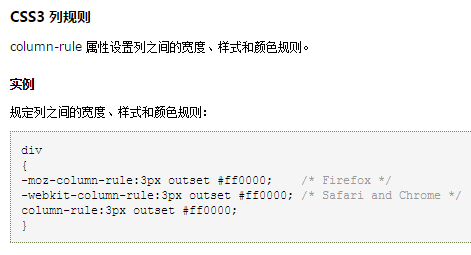 CSS3 列规则
column-rule 属性设置列之间的宽度、样式和颜色规则。
实例
规定列之间的宽度、样式和颜色规则：
div
{
-moz-column-rule:3px outset #ff0000;    /* Firefox */
-webkit-column-rule:3px outset #ff0000; /* Safari and Chrome */
column-rule:3px outset #ff0000;
}